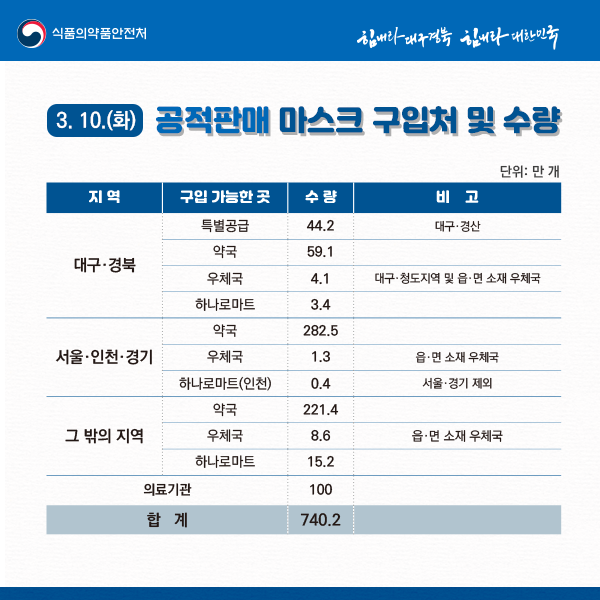 식품의약품안전처
힘내라 대구경북 힘내라 대한민국
3. 10.(화) 공적판매 마스크 구입처 및 수량
단위: 만 개
지 역 구입 가능한 곳 수 량 비 고
대구·경북
특별공급 44.2 대구·경산
약국 59.1
우체국 4.1 대구·청도지역 및 읍·면 소재 우체국
하나로마트 3.4
서울·인천·경기
약국 282.5
우체국 1.3 읍·면 소재 우체국
하나로마트(인천) 0.4 서울·경기 제외
그 밖의 지역
약국 221.4
우체국 8.6 읍·면 소재 우체국
하나로마트 15.2
의료기관 100
합 계 740.2